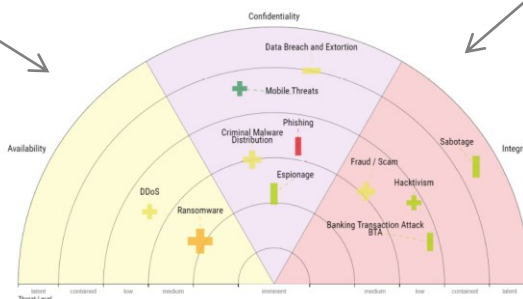 Confidentiality
Data Breach and Extortion
Mobile Threats
Phishing
Criminal Malware
Distribution
Sabotage
Availability
Integr
Fraud / Scam
Espionage
DDoS
Hacktivism
Ransomware
Banking Transaction Attack
BTA
latent
contained
low
medium
imminent
medium
low
contained
latent
Threat Level